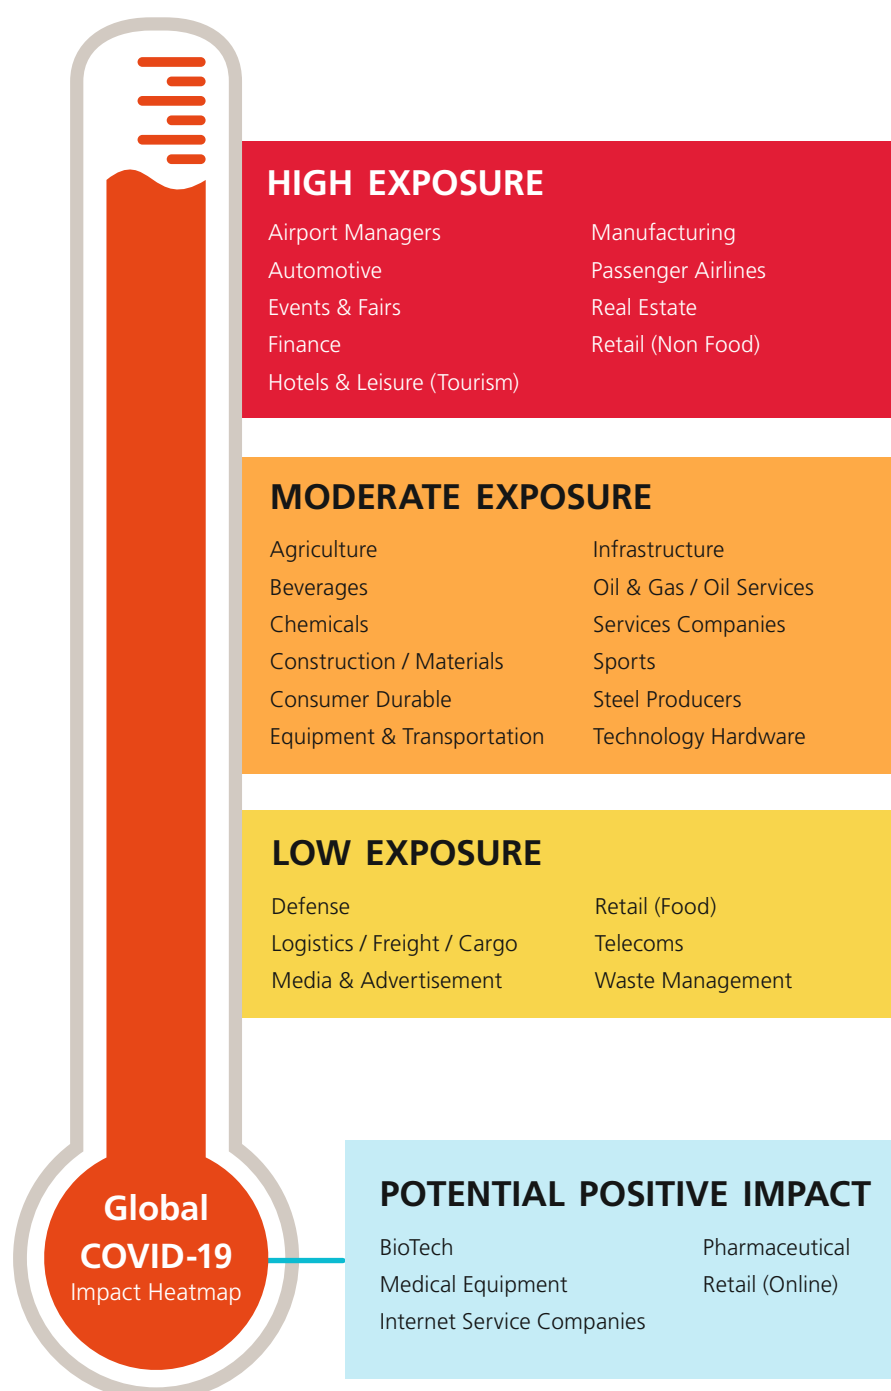 HIGH EXPOSURE
Airport Managers
Automotive
Events & Fairs
Finance
Hotels & Leisure (Tourism)
Manufacturing
Passenger Airlines
Real Estate
Retail (Non Food)
MODERATE EXPOSURE
Agriculture
Beverages
Chemicals
Construction / Materials
Consumer Durable
Equipment & Transportation
Infrastructure
Oil & Gas / Oil Services
Services Companies
Sports
Steel Producers
Technology Hardware
LOW EXPOSURE
Defense
Logistics / Freight / Cargo
Media & Advertisement
Retail (Food)
Telecoms
Waste Management
Global
COVID-19
Impact Heatmap
POTENTIAL POSITIVE IMPACT
BioTech
Medical Equipment
Internet Service Companies
Pharmaceutical
Retail (Online)